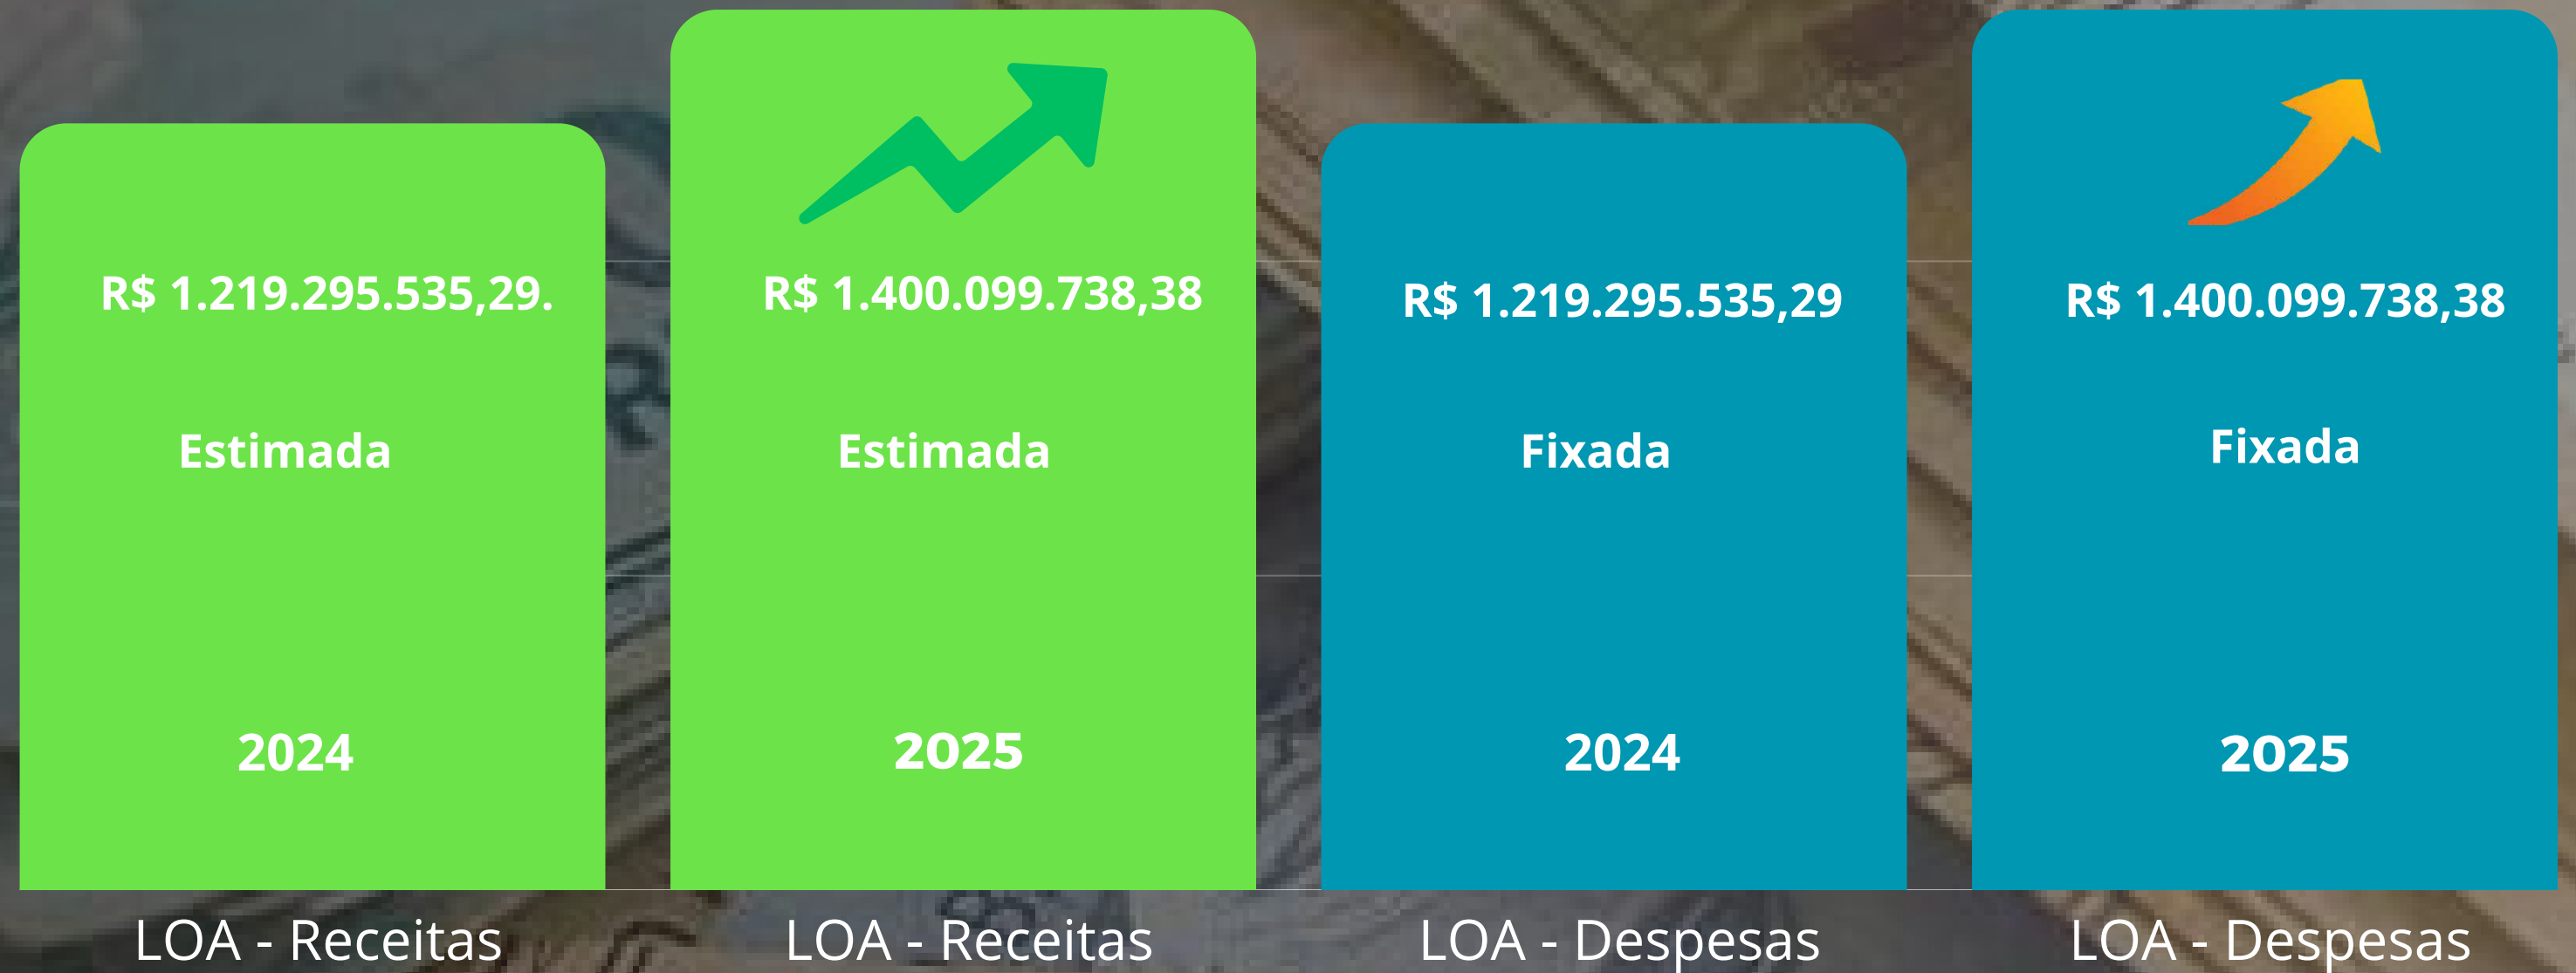 R$ 1.219.295.535,29.
Estimada
2024
LOA - Receitas
R$ 1.400.099.738,38
Estimada
2025
LOA - Receitas
R$ 1.219.295.535,29
Fixada
2024
LOA - Despesas
R$ 1.400.099.738,38
Fixada
2025
LOA - Despesas